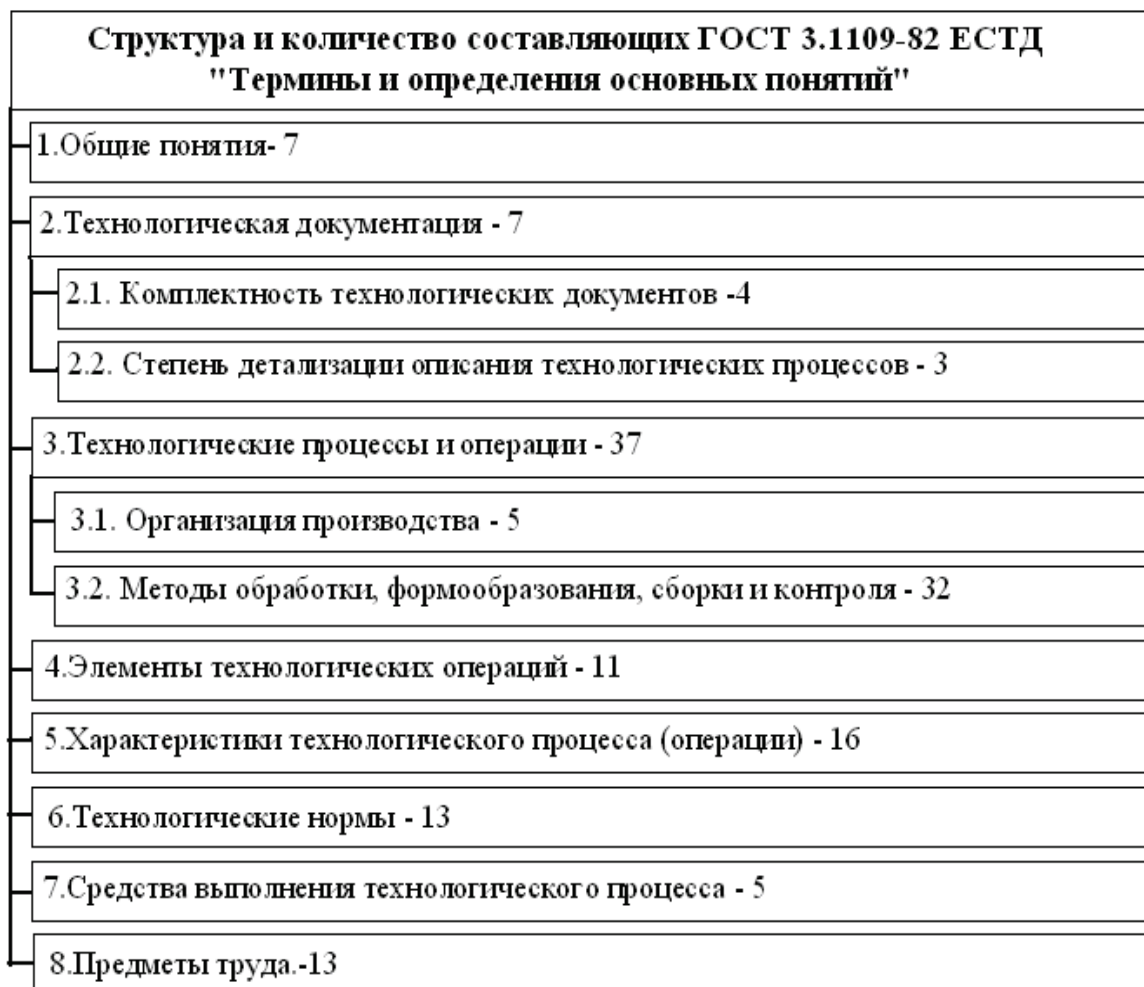 Структура и количество составляющих ГОСТ 3.1109-82 ЕСТД
"Термины и определения основных понятий"
1.Общие понятия- 7
2.Технологическая документация - 7
2.1. Комплектность технологических документов -4
2.2. Степень детализации описания технологических процессов - 3
3.Технологические процессы и операции - 37
3.1. Организация производства - 5
3.2. Методы обработки, формообразования, сборки и контроля - 32
4.Элементы технологических операций - 11
5.Характеристики технологического процесса (операции) - 16
6.Технологические нормы - 13
7.Средства выполнения технологического процесса - 5
8.Предметы труда.-13